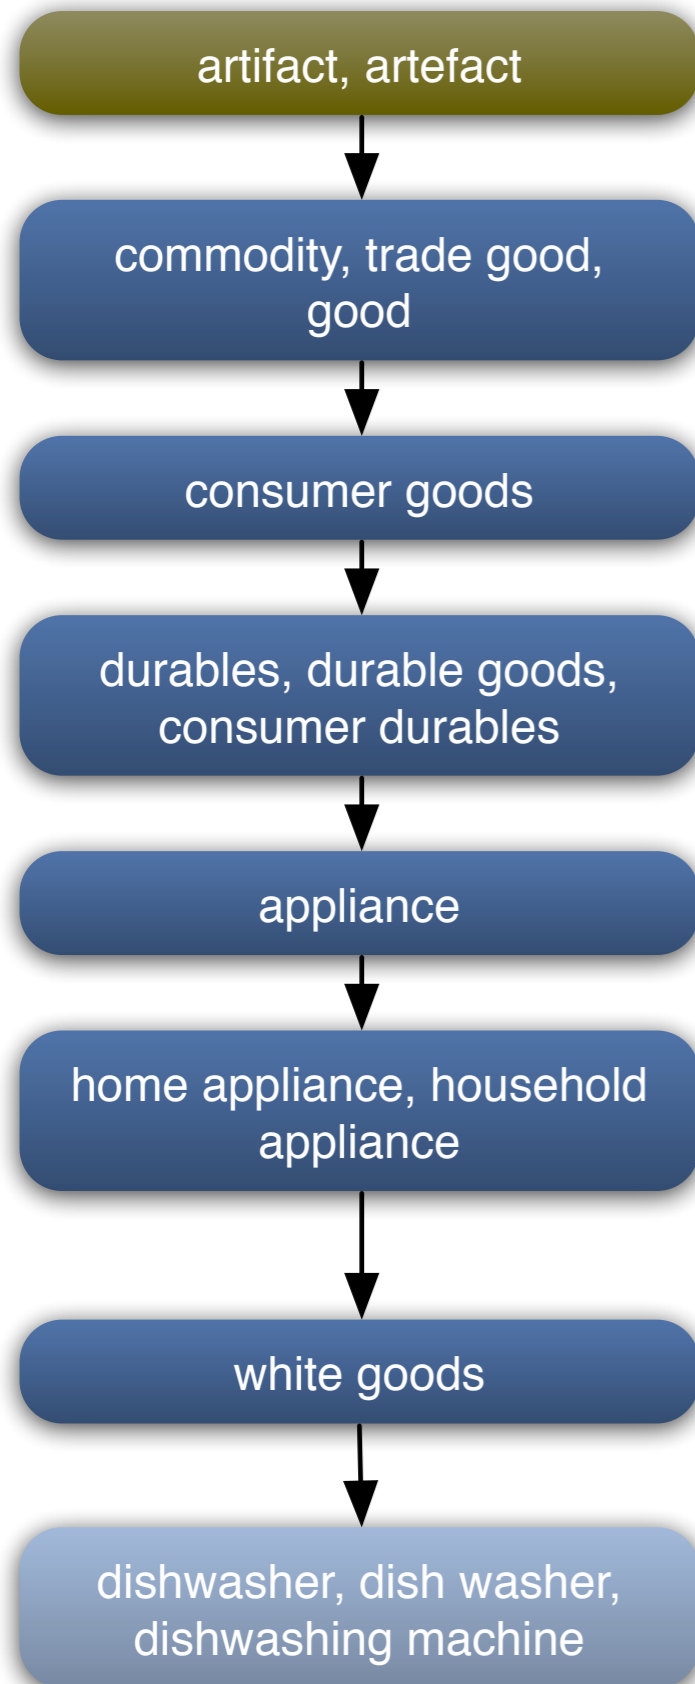 artifact, artefact
commodity, trade good,
good
consumer goods
durables, durable goods,
consumer durables
appliance
home appliance, household
appliance
white goods
dishwasher, dish washer,
dishwashing machine